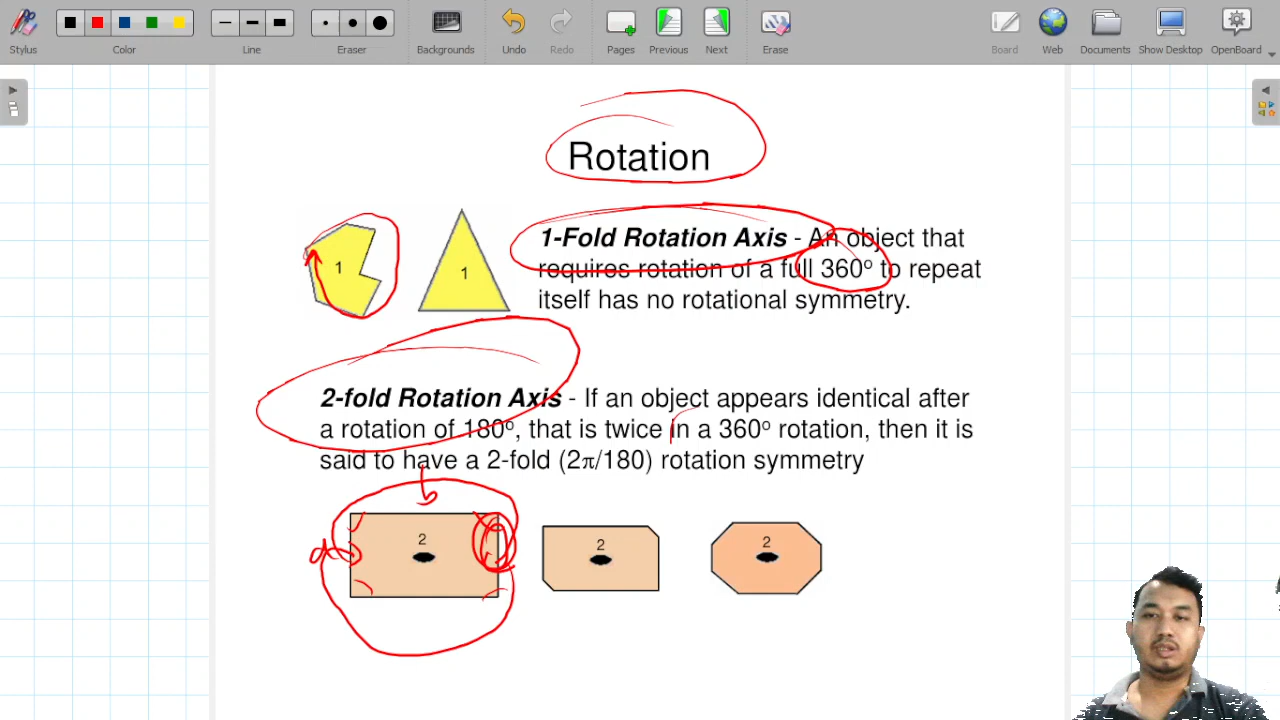 Stylus
Color
Line
Eraser
Backgrounds
Undo
Redo
Pages
Previous
Next
Erase
Board
Web
Documents
Show Desktop
OpenBoard
Rotation
1
1
1-Fold Rotation Axis - An object that
requires rotation of a full 360º to repeat
itself has no rotational symmetry.
2-fold Rotation Axis - If an object appears identical after
a rotation of 180º, that is twice in a 360º rotation, then it is
said to have a 2-fold (2π/180) rotation symmetry
2
2
2